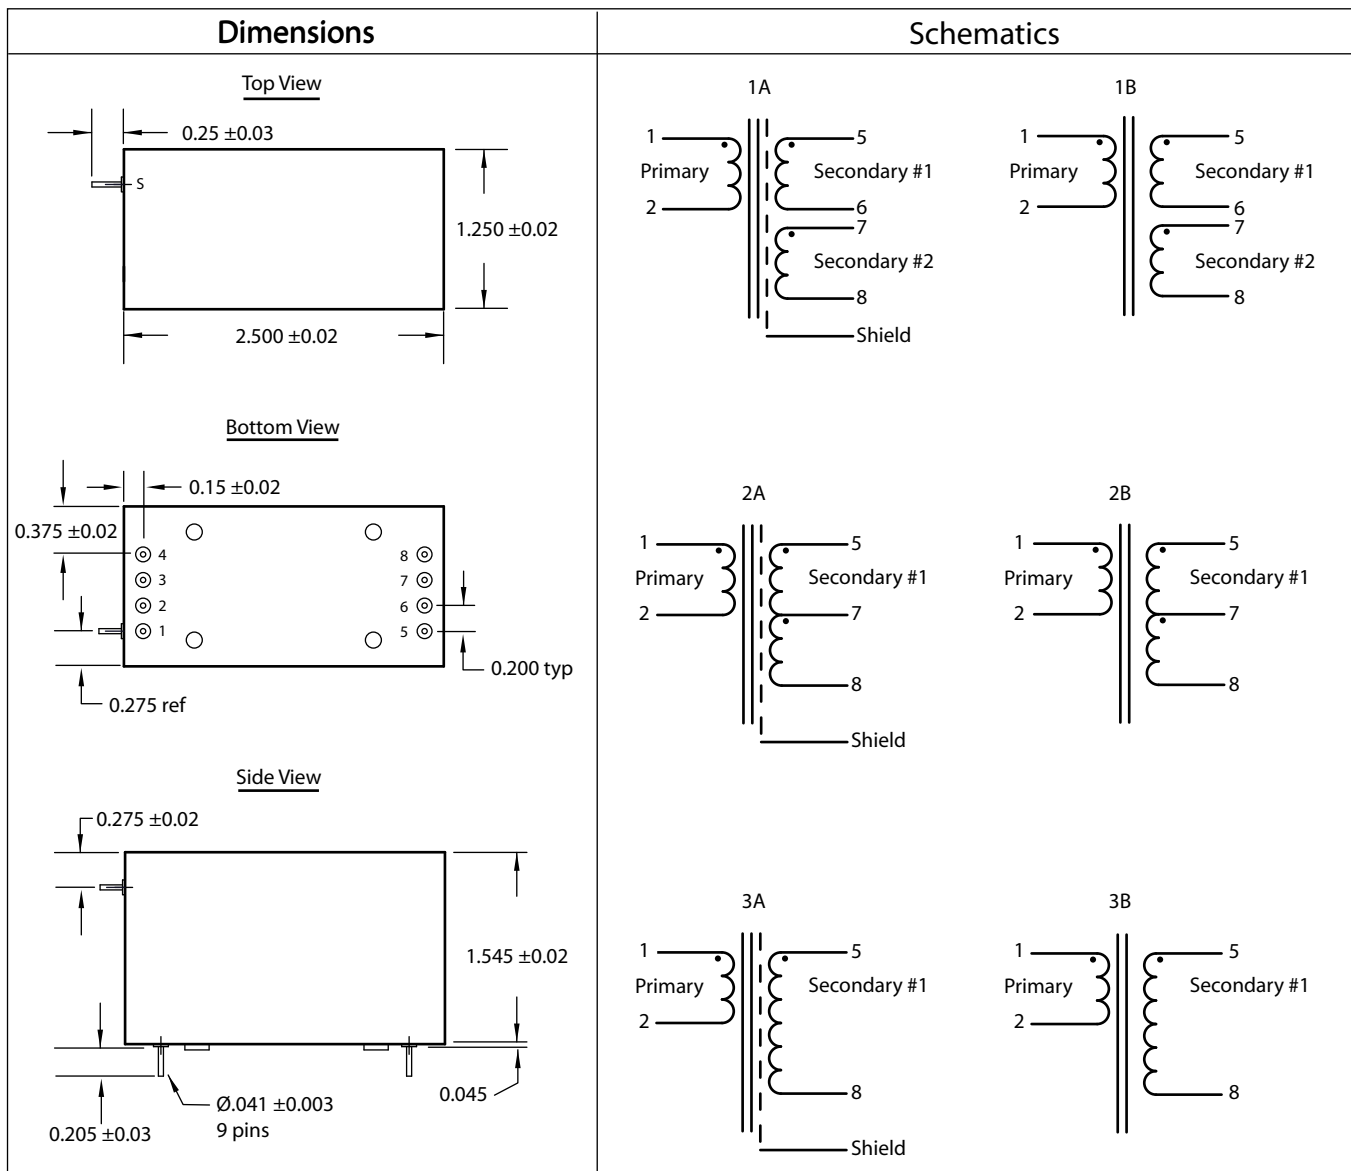 Dimensions
Schematics
Top View
0.25 ±0.03
S
1.250 ±0.02
2.500 ±0.02
Bottom View
0.15 ±0.02
0.375 ±0.02
4
3
2
1
8
7
6
5
0.200 typ
0.275 ref
Side View
0.275 ±0.02
1.545 ±0.02
0.045
Ø.041 ±0.003
9 pins
0.205 ±0.03
1A
1
Primary
2
5
Secondary #1
6
7
Secondary #2
8
Shield
1B
1
Primary
2
5
Secondary #1
6
7
Secondary #2
8
2A
1
Primary
2
5
Secondary #1
7
8
Shield
2B
1
Primary
2
5
Secondary #1
7
8
3A
1
Primary
2
5
Secondary #1
8
Shield
3B
1
Primary
2
5
Secondary #1
8